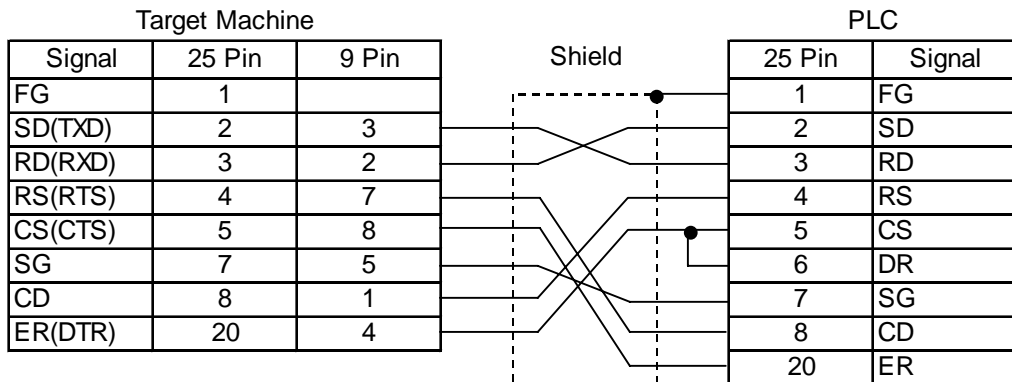 Target Machine PLC
Signal 25 Pin 9 Pin Shield 25 Pin Signal
FG 1 1 FG
SD(TXD) 2 3 2 SD
RD(RXD) 3 2 3 RD
RS(RTS) 4 7 4 RS
CS(CTS) 5 8 5 CS
SG 7 5 6 DR
CD 8 1 7 SG
ER(DTR) 20 4 8 CD
20 ER